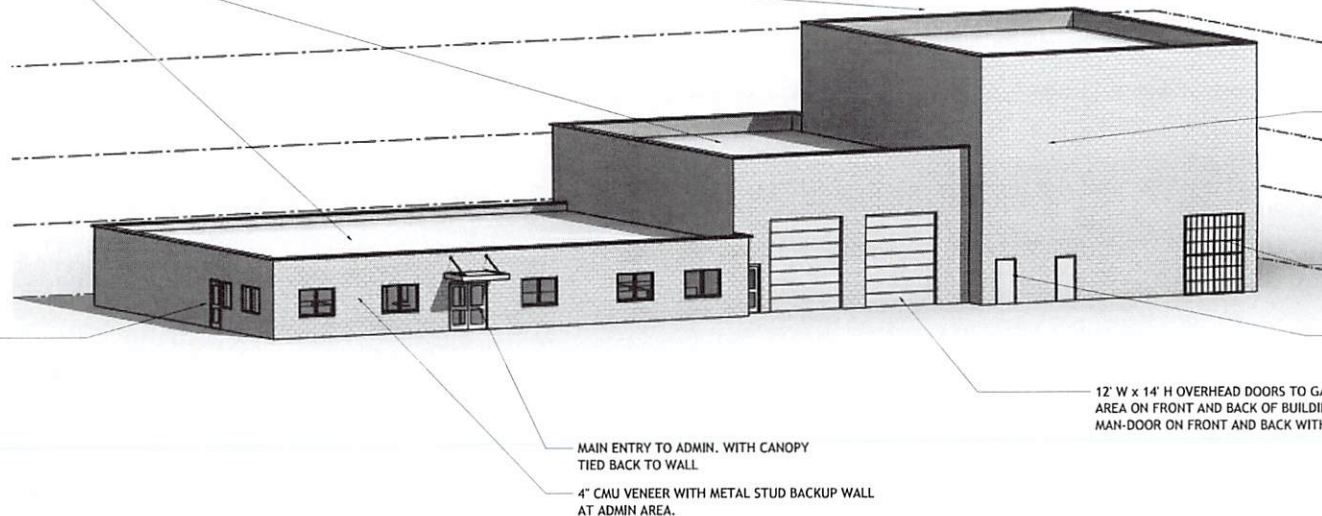 12' W x 14' H OVERHEAD DOORS TO
AREA ON FRONT AND BACK OF
MAN-DOOR ON FRONT AND BACK WITH
MAIN ENTRY TO ADMIN. WITH CANOPY
TIED BACK TO WALL
4" CMU VENEER WITH METAL STUD BACKUP WALL
AT ADMIN AREA.